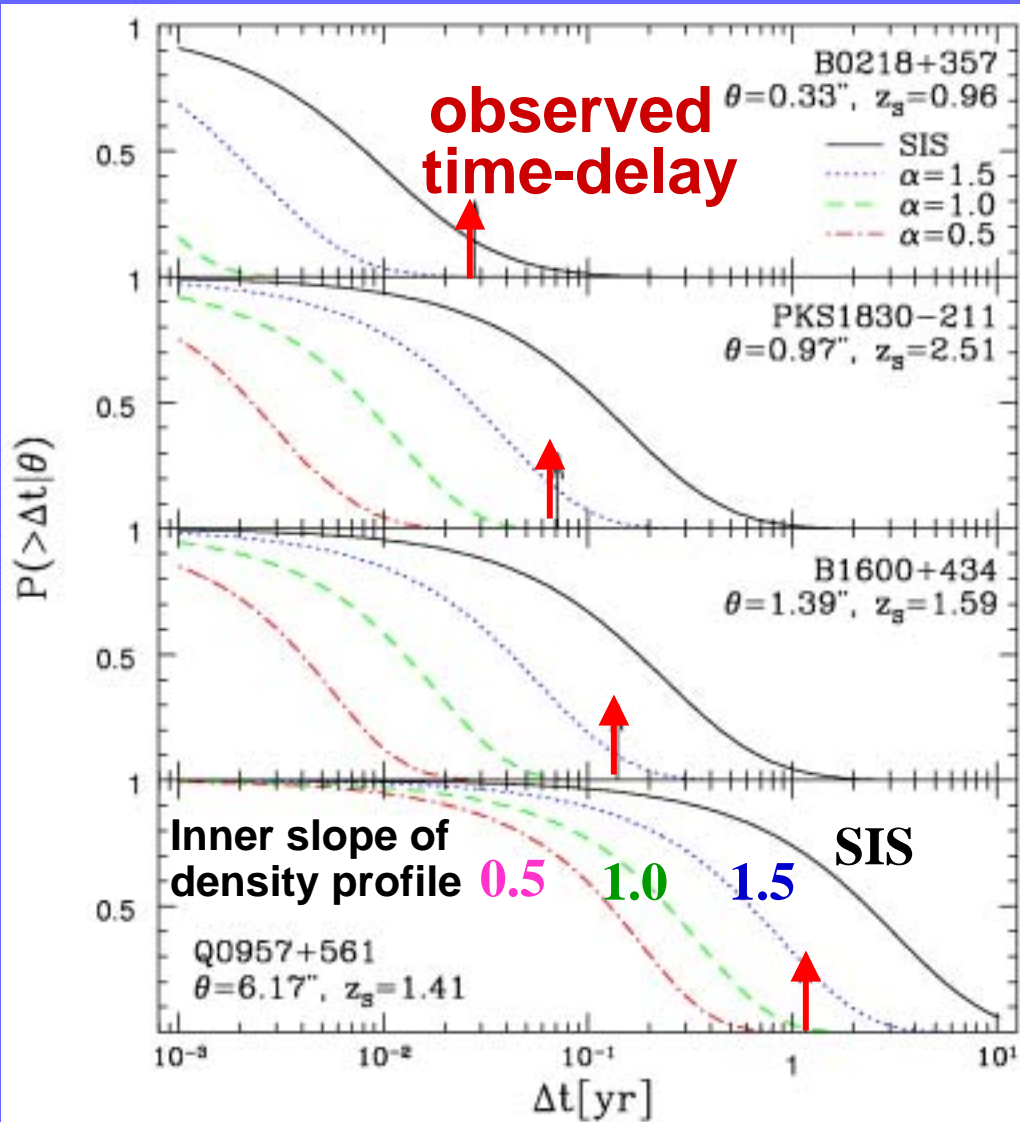 1
B0218+357
θ=0.33", z_s=0.96
observed
time-delay
0.5
SIS
α=1.5
α=1.0
α=0.5
1
PKS1830−211
θ=0.97", z_s=2.51
0.5
P(>Δt|θ)
1
B1600+434
θ=1.39", z_s=1.59
0.5
1
Inner slope of
density profile 0.5 1.0 1.5 SIS
0.5
Q0957+561
θ=6.17", z_s=1.41
10⁻³ 10⁻² 10⁻¹ 1 10¹
Δt[yr]